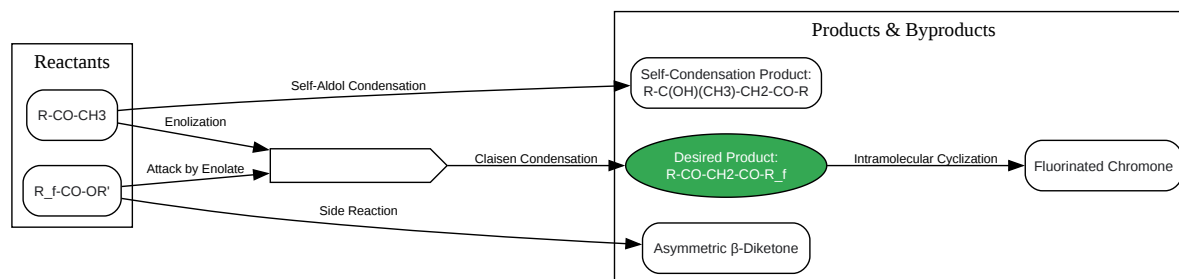 Products & Byproducts
Reactants
Self-Condensation Product:
R-C(OH)(CH3)-CH2-CO-R
Self-Aldol Condensation
R-CO-CH3
Enolization
Claisen Condensation
Desired Product:
R-CO-CH2-CO-R_f
Intramolecular Cyclization
Fluorinated Chromone
Attack by Enolate
R_f-CO-OR'
Side Reaction
Asymmetric β-Diketone